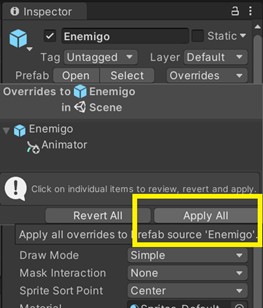 Inspector
Enemigo Static
Tag Untagged Layer Default
Prefab Open Select Overrides
Overrides to Enemigo
in Scene
Enemigo
Animator
Click on individual items to review, revert and apply.
Revert All Apply All
Apply all overrides to Prefab source 'Enemigo'.
Draw Mode Simple
Mask Interaction None
Sprite Sort Point Center